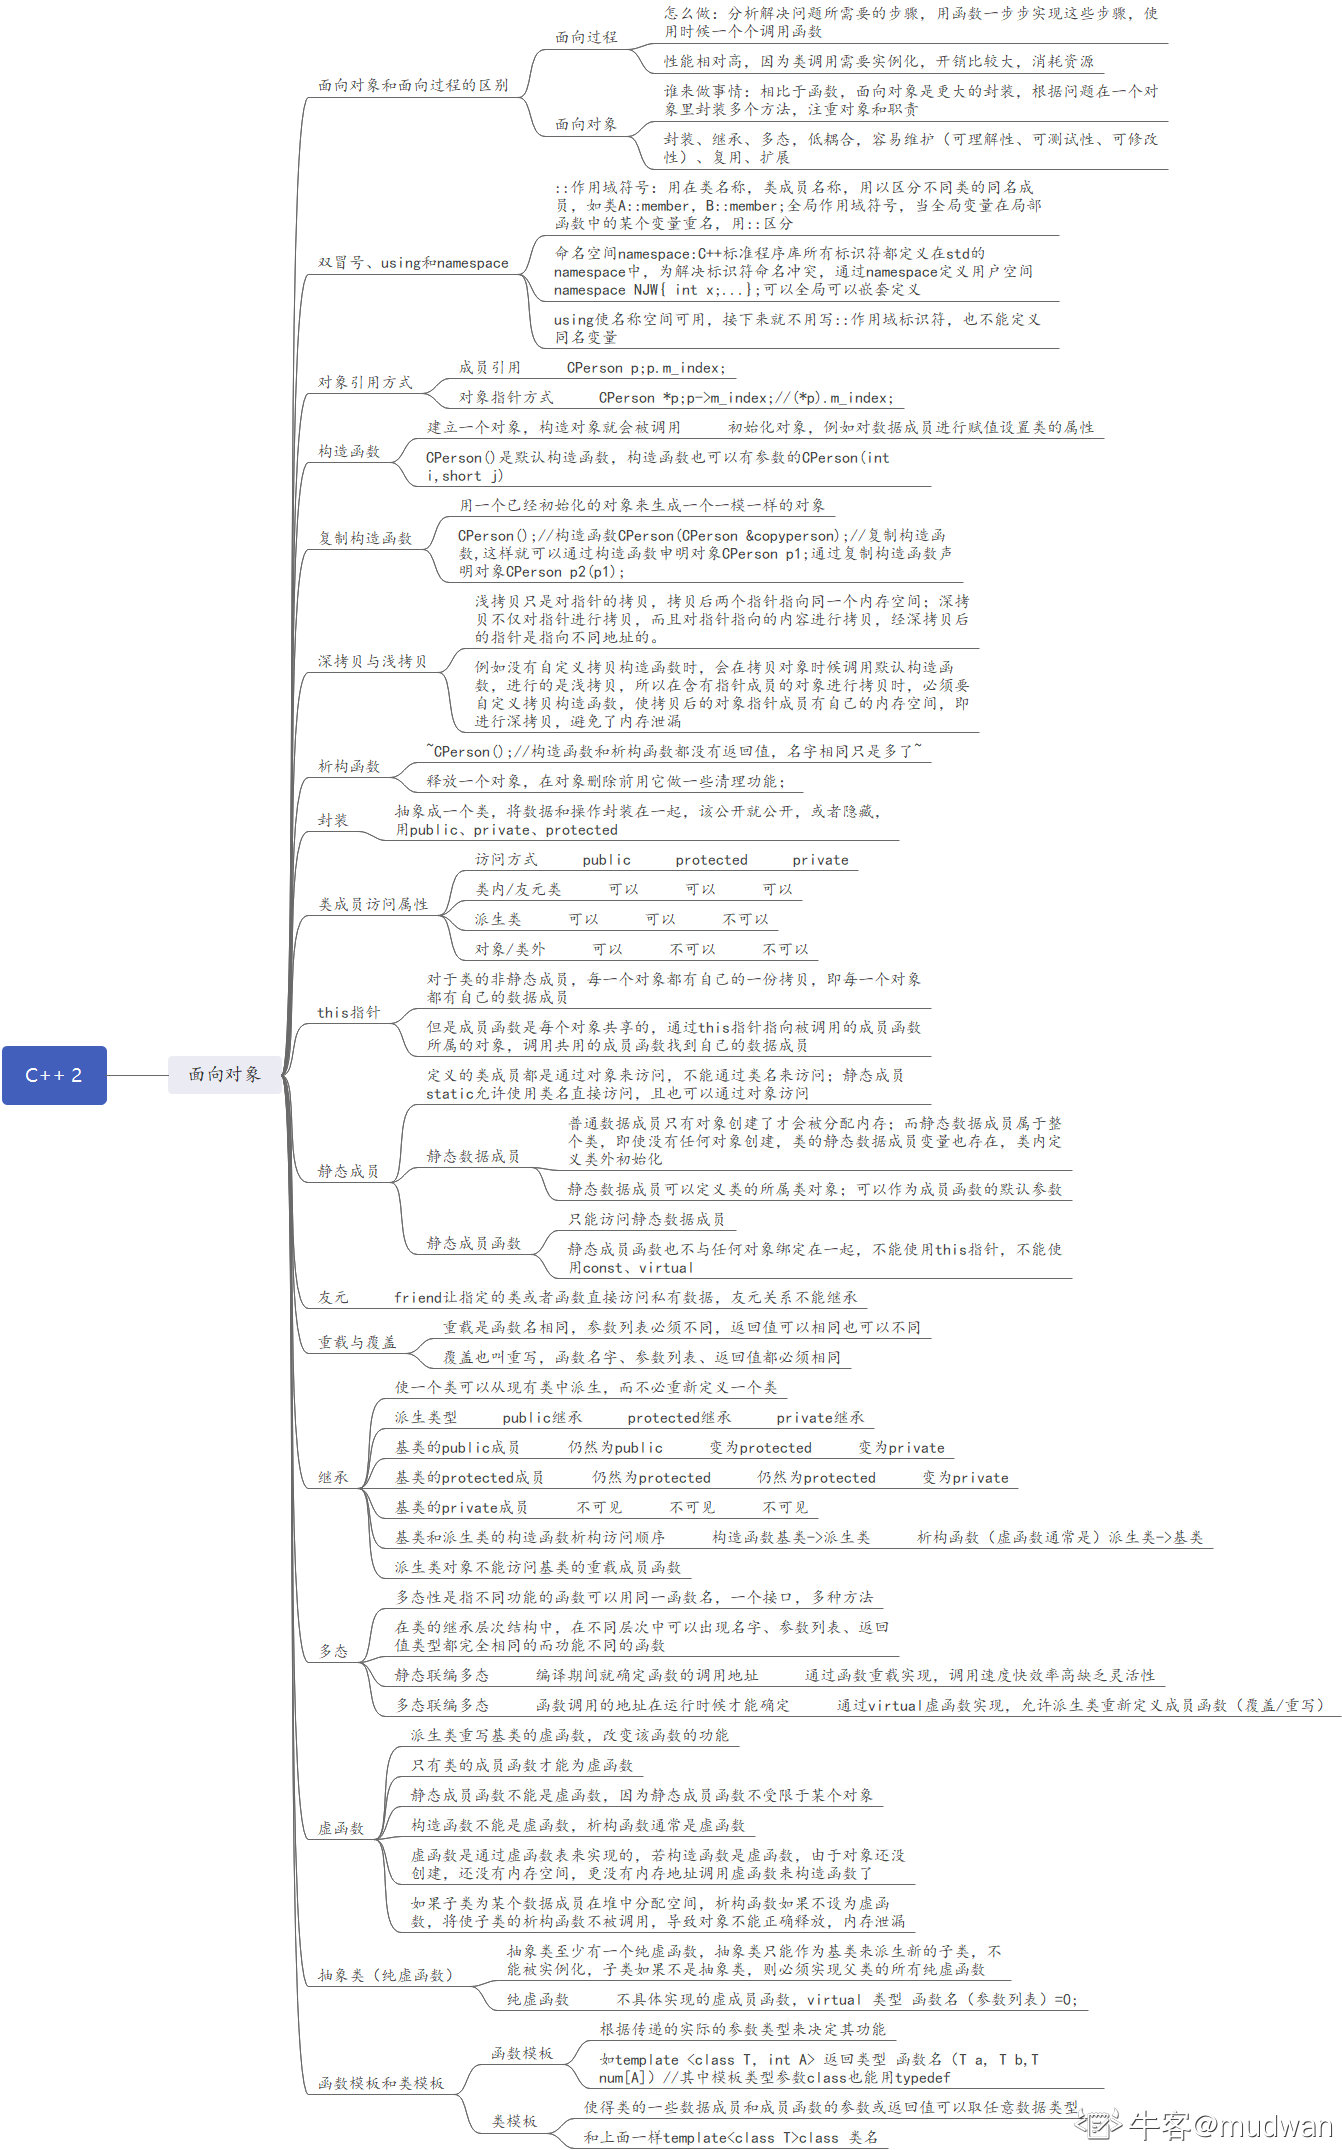 C++ 2
面向对象
面向对象和面向过程的区别
面向过程
怎么做：分析解决问题所需要的步骤，用函数一步步实现这些步骤，使
用时候一个个调用函数
性能相对高，因为类调用需要实例化，开销比较大，消耗资源
面向对象
谁来做事情：相比于函数，面向对象是更大的封装，根据问题在一个对
象里封装多个方法，注重对象和职责
封装、继承、多态，低耦合，容易维护（可理解性、可测试性、可修改
性）、复用、扩展
双冒号、using和namespace
::作用域符号：用在类名称，类成员名称，用以区分不同类的同名成
员，如类A::member，B::member;全局作用域符号，当全局变量在局部
函数中的某个变量重名，用::区分
命名空间namespace:C++标准程序库所有标识符都定义在std的
namespace中，为解决标识符命名冲突，通过namespace定义用户空间
namespace NJW{ int x;...};可以全局可以嵌套定义
using使名称空间可用，接下来就不用写::作用域标识符，也不能定义
同名变量
对象引用方式
成员引用 CPerson p;p.m_index;
对象指针方式 CPerson *p;p->m_index;//(*p).m_index;
构造函数
建立一个对象，构造对象就会被调用 初始化对象，例如对数据成员进行赋值设置类的属性
CPerson()是默认构造函数，构造函数也可以有参数的CPerson(int
i,short j)
复制构造函数
用一个已经初始化的对象来生成一个一模一样的对象
CPerson();//构造函数CPerson(CPerson &copyperson);//复制构造函
数,这样就可以通过构造函数申明对象CPerson p1;通过复制构造函数声
明对象CPerson p2(p1);
深拷贝与浅拷贝
浅拷贝只是对指针的拷贝，拷贝后两个指针指向同一个内存空间；深拷
贝不仅对指针进行拷贝，而且对指针指向的内容进行拷贝，经深拷贝后
的指针是指向不同地址的。
例如没有自定义拷贝构造函数时，会在拷贝对象时候调用默认构造函
数，进行的是浅拷贝，所以在含有指针成员的对象进行拷贝时，必须要
自定义拷贝构造函数，使拷贝后的对象指针成员有自己的内存空间，即
进行深拷贝，避免了内存泄漏
析构函数
~CPerson();//构造函数和析构函数都没有返回值，名字相同只是多了~
释放一个对象，在对象删除前用它做一些清理功能；
封装
抽象成一个类，将数据和操作封装在一起，该公开就公开，或者隐藏，
用public、private、protected
类成员访问属性
访问方式 public protected private
类内/友元类 可以 可以 可以
派生类 可以 可以 不可以
对象/类外 可以 不可以 不可以
this指针
对于类的非静态成员，每一个对象都有自己的一份拷贝，即每一个对象
都有自己的数据成员
但是成员函数是每个对象共享的，通过this指针指向被调用的成员函数
所属的对象，调用共用的成员函数找到自己的数据成员
静态成员
定义的类成员都是通过对象来访问，不能通过类名来访问；静态成员
static允许使用类名直接访问，且也可以通过对象访问
静态数据成员
普通数据成员只有对象创建了才会被分配内存；而静态数据成员属于整
个类，即使没有任何对象创建，类的静态数据成员变量也存在，类内定
义类外初始化
静态数据成员可以定义类的所属类对象；可以作为成员函数的默认参数
静态成员函数
只能访问静态数据成员
静态成员函数也不与任何对象绑定在一起，不能使用this指针，不能使
用const、virtual
友元 friend让指定的类或者函数直接访问私有数据，友元关系不能继承
重载与覆盖
重载是函数名相同，参数列表必须不同，返回值可以相同也可以不同
覆盖也叫重写，函数名字、参数列表、返回值都必须相同
继承
使一个类可以从现有类中派生，而不必重新定义一个类
派生类型 public继承 protected继承 private继承
基类的public成员 仍然为public 变为protected 变为private
基类的protected成员 仍然为protected 仍然为protected 变为private
基类的private成员 不可见 不可见 不可见
基类和派生类的构造函数析构访问顺序 构造函数基类->派生类 析构函数（虚函数通常是）派生类->基类
派生类对象不能访问基类的重载成员函数
多态
多态性是指不同功能的函数可以用同一函数名，一个接口，多种方法
在类的继承层次结构中，在不同层次中可以出现名字、参数列表、返回
值类型都完全相同的而功能不同的函数
静态联编多态 编译期间就确定函数的调用地址 通过函数重载实现，调用速度快效率高缺乏灵活性
多态联编多态 函数调用的地址在运行时候才能确定 通过virtual虚函数实现，允许派生类重新定义成员函数（覆盖/重写）
虚函数
派生类重写基类的虚函数，改变该函数的功能
只有类的成员函数才能为虚函数
静态成员函数不能是虚函数，因为静态成员函数不受限于某个对象
构造函数不能是虚函数，析构函数通常是虚函数
虚函数是通过虚函数表来实现的，若构造函数是虚函数，由于对象还没
创建，还没有内存空间，更没有内存地址调用虚函数来构造函数了
如果子类为某个数据成员在堆中分配空间，析构函数如果不设为虚函
数，将使子类的析构函数不被调用，导致对象不能正确释放，内存泄漏
抽象类（纯虚函数）
抽象类至少有一个纯虚函数，抽象类只能作为基类来派生新的子类，不
能被实例化，子类如果不是抽象类，则必须实现父类的所有纯虚函数
纯虚函数 不具体实现的虚成员函数，virtual 类型 函数名（参数列表）=0;
函数模板和类模板
函数模板
根据传递的实际的参数类型来决定其功能
如template <class T, int A> 返回类型 函数名（T a, T b,T
num[A]）//其中模板类型参数class也能用typedef
类模板
使得类的一些数据成员和成员函数的参数或返回值可以取任意数据类型
和上面一样template<class T>class 类名
牛客@mudwan